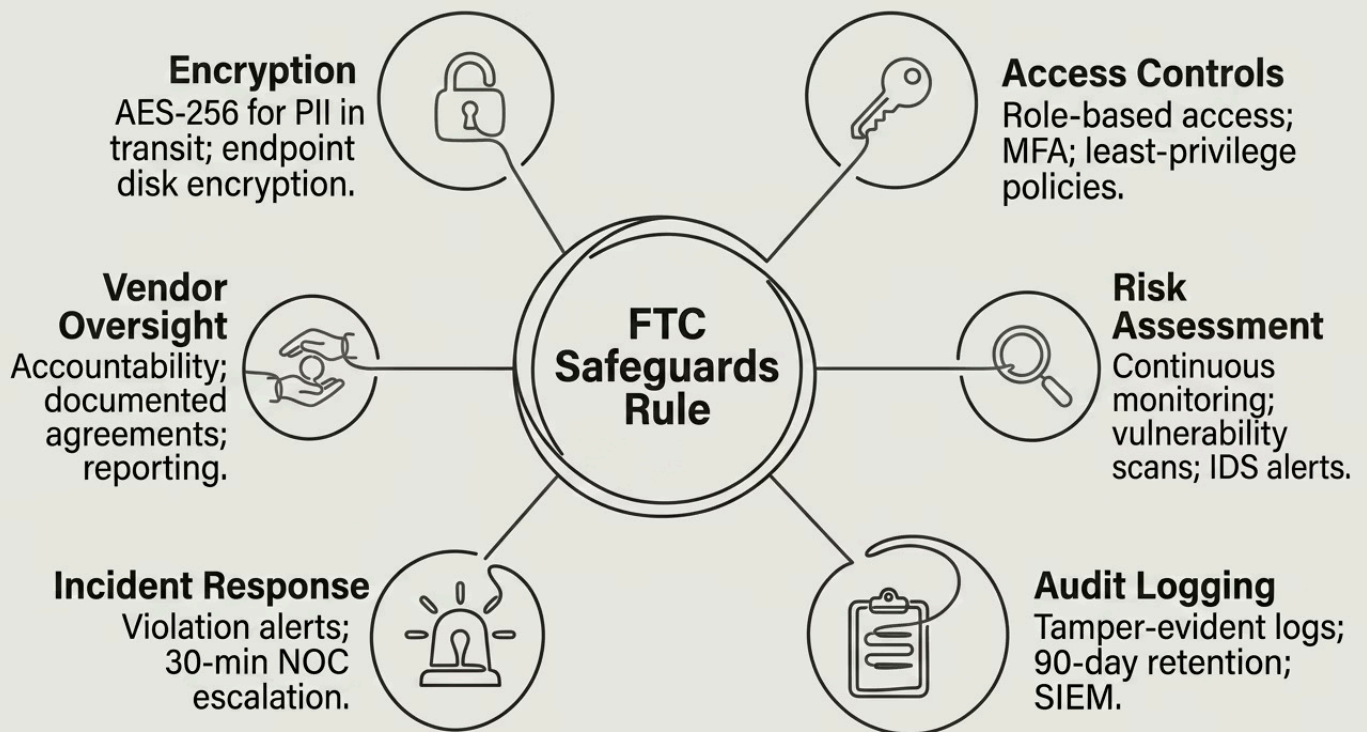 Encryption
AES-256 for PII in
transit; endpoint
disk encryption.
Access Controls
Role-based access;
MFA; least-privilege
policies.
Vendor
Oversight
Accountability;
documented
agreements;
reporting.
FTC
Safeguards
Rule
Risk
Assessment
Continuous
monitoring;
vulnerability
scans; IDS alerts.
Incident Response
Violation alerts;
30-min NOC
escalation.
Audit Logging
Tamper-evident logs;
90-day retention;
SIEM.